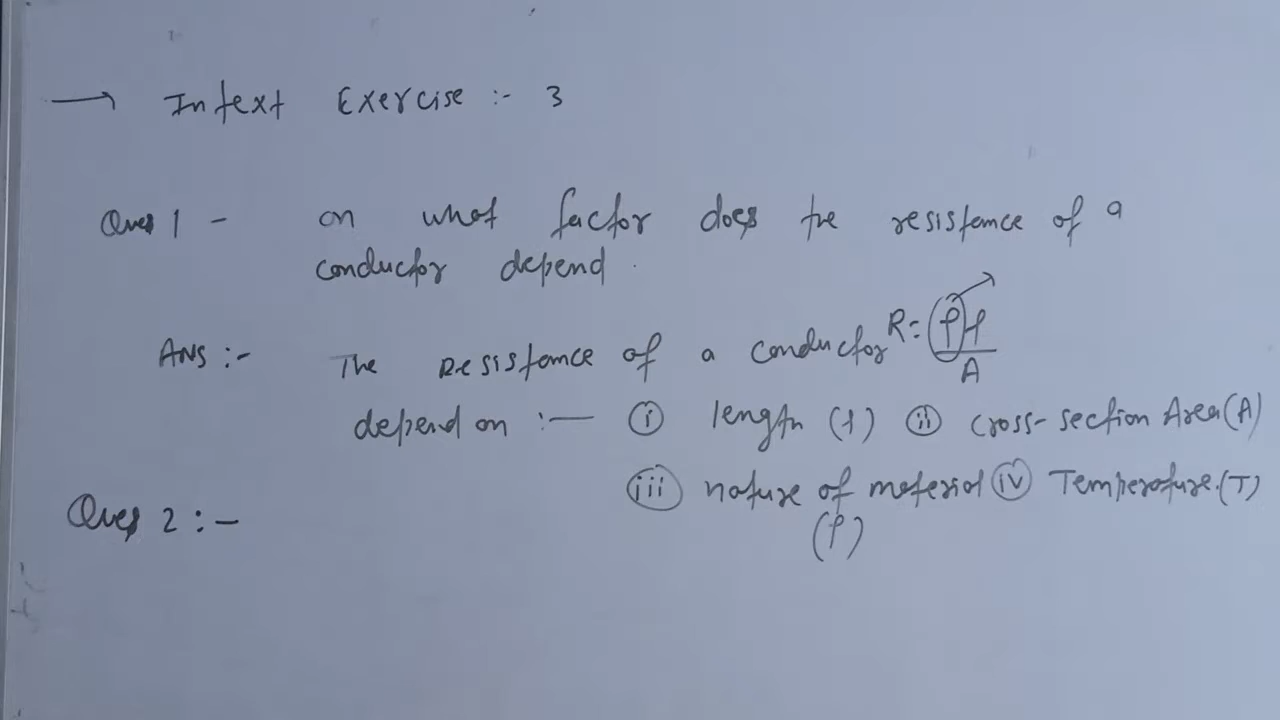 → Intext Exercise :- 3
Ques 1 - on what factor does the resistance of a
conductor depend.
Ans :- The Resistance of a conductor R = ρl/A
depend on :- (i) length (l) (ii) cross-section Area (A)
(iii) nature of material (iv) Temperature.(T)
(ρ)
Ques 2 :-